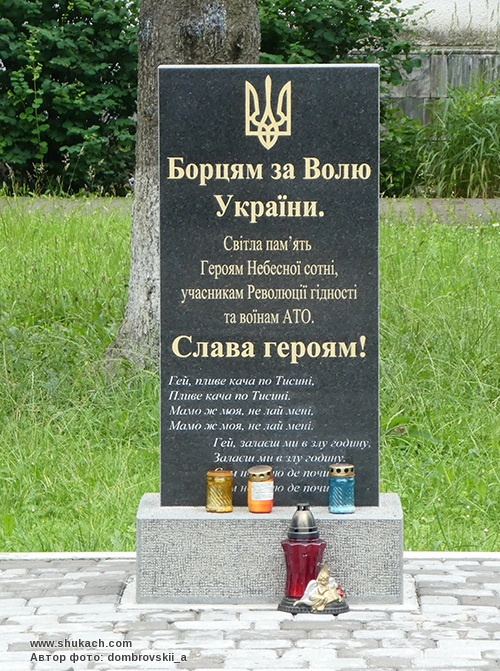 Борцям за Волю
України.
Світла пам'ять
Героям Небесної сотні,
учасникам Революції гідності
та воїнам АТО.
Слава героям!
Гей, пливе кача по Тисині,
Пливе кача по Тисині.
Мамо ж моя, не лай мені,
Мамо ж моя, не лай мені.
Гей, залаєш ми в злу годину,
Залаєш ми в злу годину.
де
www.shukach.com
Автор фото: dombrovskii_a